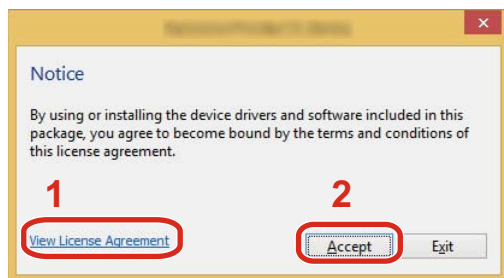 Notice
By using or installing the device drivers and software included in this
package, you agree to become bound by the terms and conditions of
this license agreement.
1
2
View License Agreement
Accept
Exit